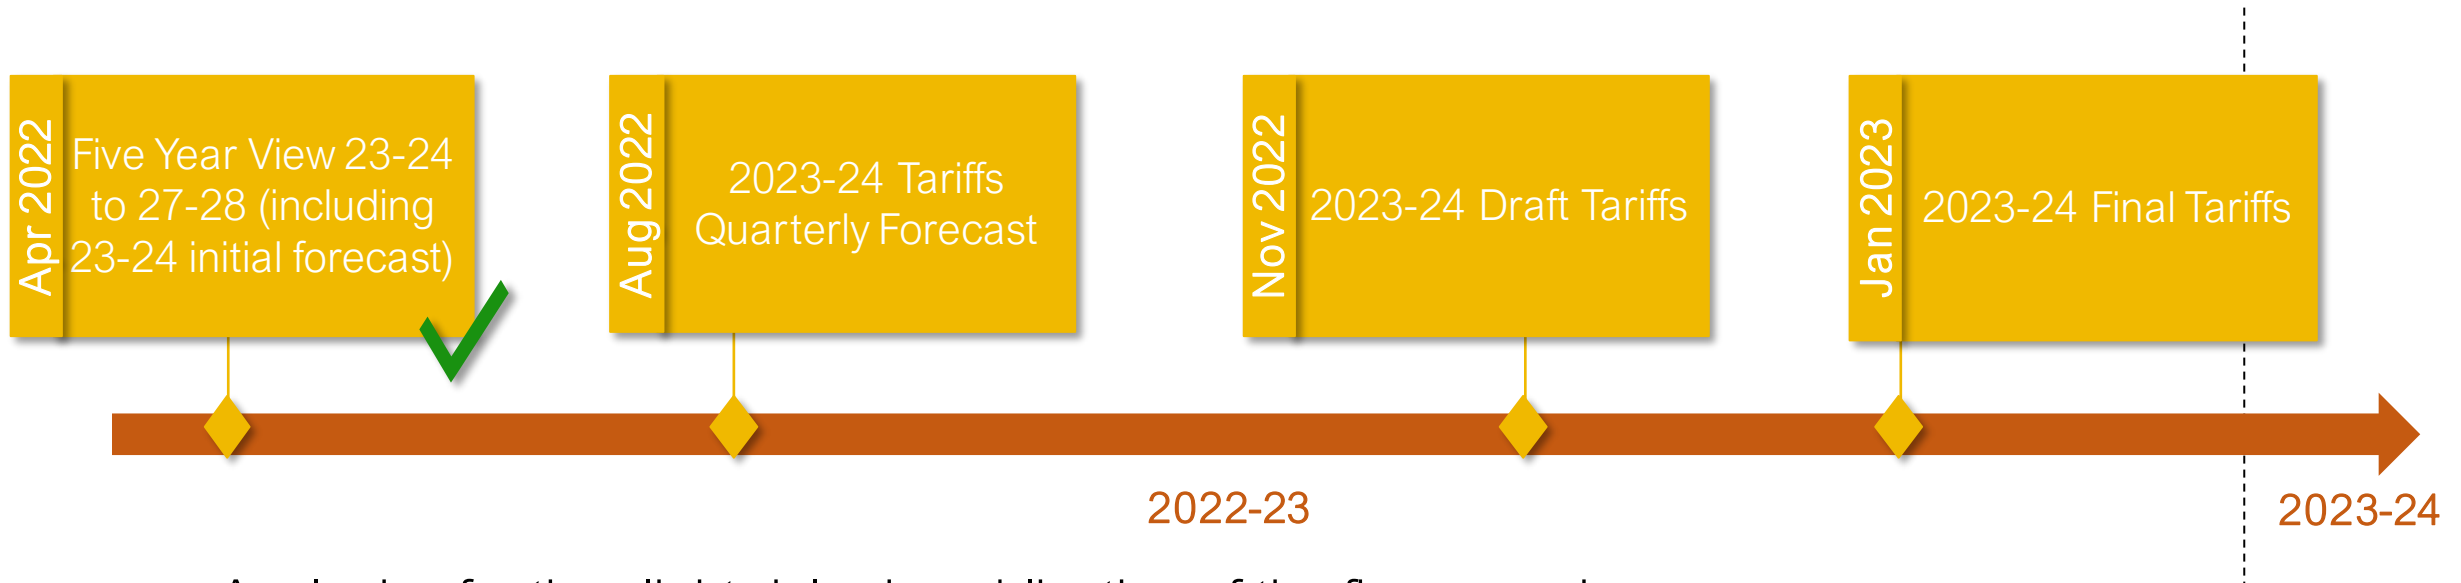 Apr 2022
Five Year View 23-24
to 27-28 (including
23-24 initial forecast)
Aug 2022
2023-24 Tariffs
Quarterly Forecast
Nov 2022
2023-24 Draft Tariffs
Jan 2023
2023-24 Final Tariffs
2022-23
2023-24